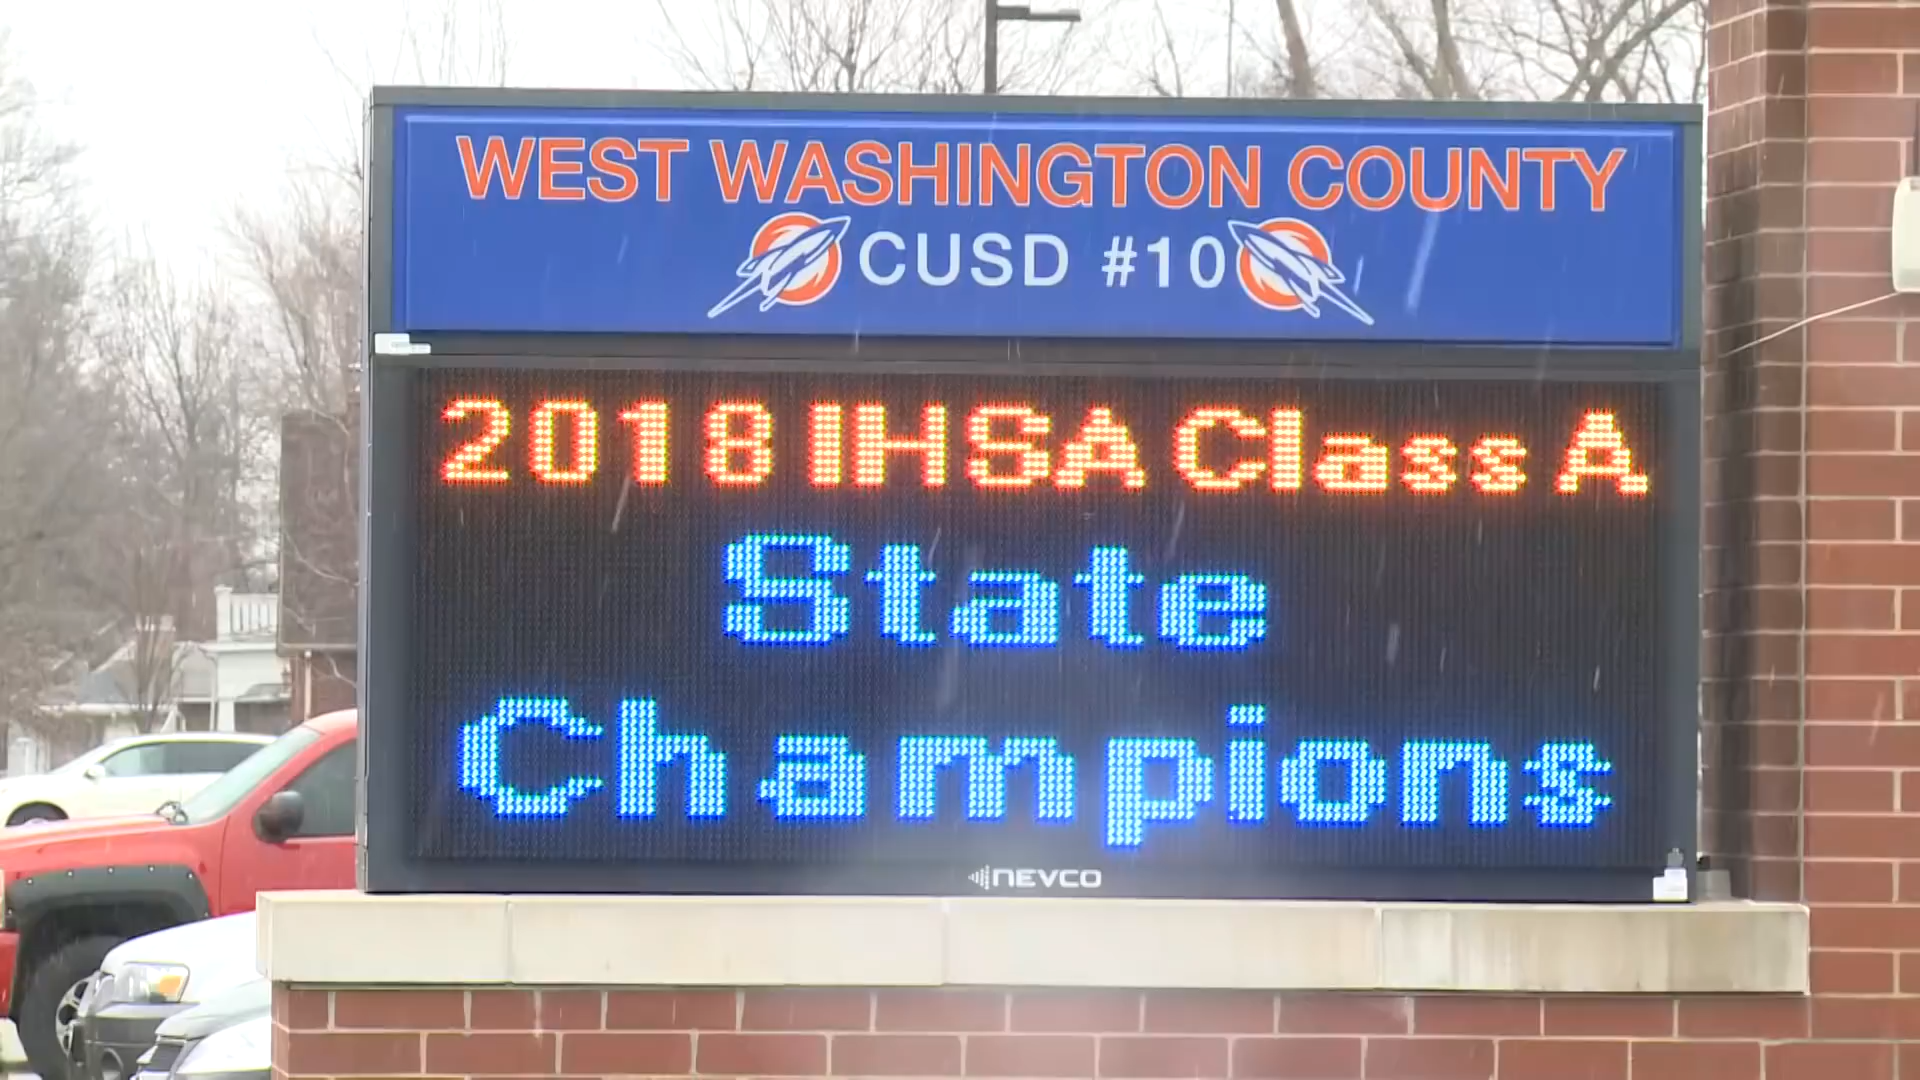 WEST WASHINGTON COUNTY
CUSD #10
2018 IHSA Class A
State
Champions
NEVCO